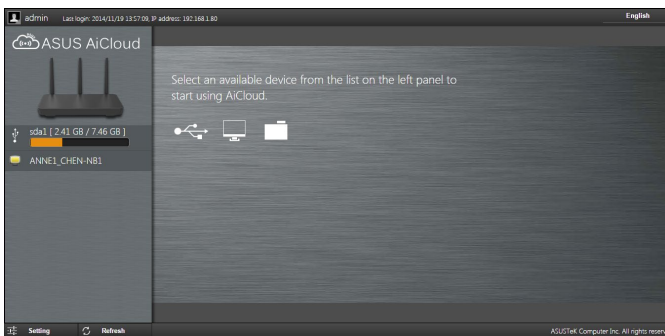 admin Last login: 2014/11/19 13:57:09, IP address: 192.168.1.80 English
ASUS AiCloud
Select an available device from the list on the left panel to
start using AiCloud.
sda1 [ 2.41 GB / 7.46 GB ]
ANNE1_CHEN-NB1
Setting Refresh ASUSTeK Computer Inc. All rights reser